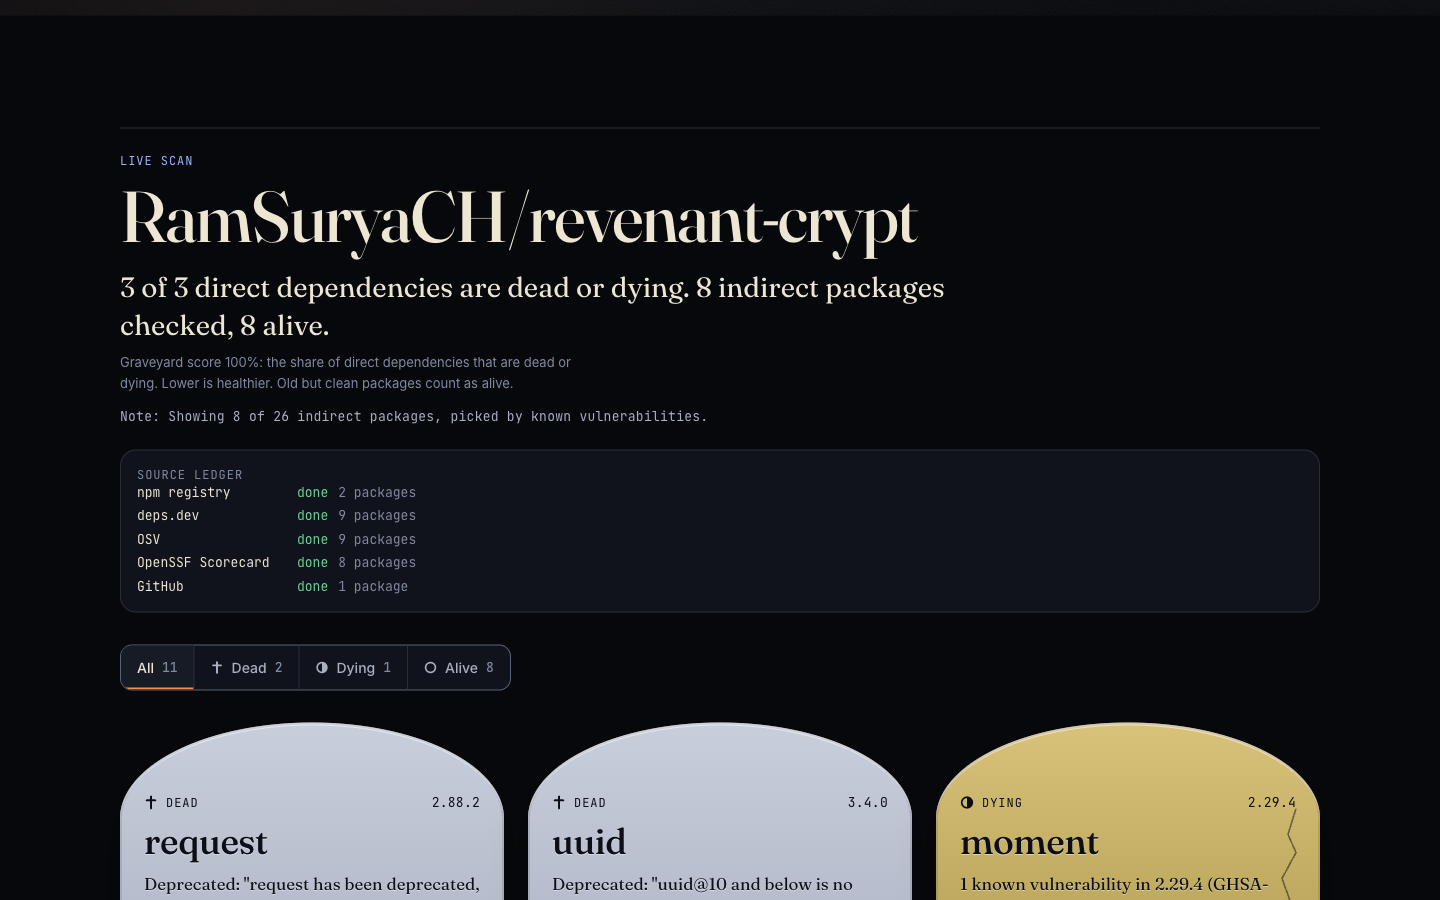 LIVE SCAN
RamSuryaCH/revenant-crypt
3 of 3 direct dependencies are dead or dying. 8 indirect packages
checked, 8 alive.
Graveyard score 100%: the share of direct dependencies that are dead or
dying. Lower is healthier. Old but clean packages count as alive.
Note: Showing 8 of 26 indirect packages, picked by known vulnerabilities.
SOURCE LEDGER
npm registry done 2 packages
deps.dev done 9 packages
OSV done 9 packages
OpenSSF Scorecard done 8 packages
GitHub done 1 package
All 11 Dead 2 Dying 1 Alive 8
DEAD 2.88.2
request
Deprecated: "request has been deprecated,
DEAD 3.4.0
uuid
Deprecated: "uuid@10 and below is no
DYING 2.29.4
moment
1 known vulnerability in 2.29.4 (GHSA-